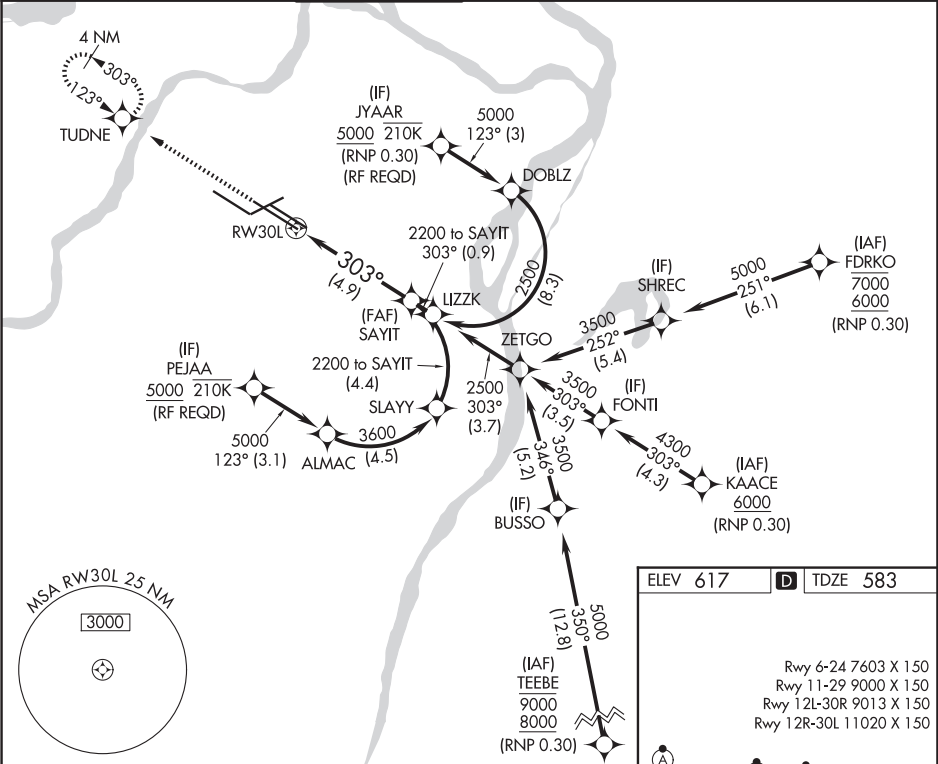 4 NM
303°
123°
TUDNE
(IF)
JYAAR
5000 210K
(RNP 0.30)
(RF REQD)
5000
123° (3)
DOBLZ
RW30L
2200 to SAYIT
303° (0.9)
303°
(4.9)
LIZZK
(FAF)
SAYIT
2500
(8.3)
(IF)
SHREC
5000
251°
(6.1)
(IAF)
FDRKO
7000
6000
(RNP 0.30)
ZETGO
3500
252°
(5.4)
(IF)
PEJAA
5000 210K
(RF REQD)
2200 to SAYIT
(4.4)
SLAYY
2500
303°
(3.7)
3500
303°
(3.5)
(IF)
FONTI
5000
123° (3.1)
ALMAC
3600
(4.5)
4300
303°
(4.3)
(IAF)
KAACE
6000
(RNP 0.30)
3500
346°
(5.2)
(IF)
BUSSO
5000
350°
(12.8)
(IAF)
TEEBE
9000
8000
(RNP 0.30)
MSA RW30L 25 NM
3000
ELEV 617 D TDZE 583
Rwy 6-24 7603 X 150
Rwy 11-29 9000 X 150
Rwy 12L-30R 9013 X 150
Rwy 12R-30L 11020 X 150
A